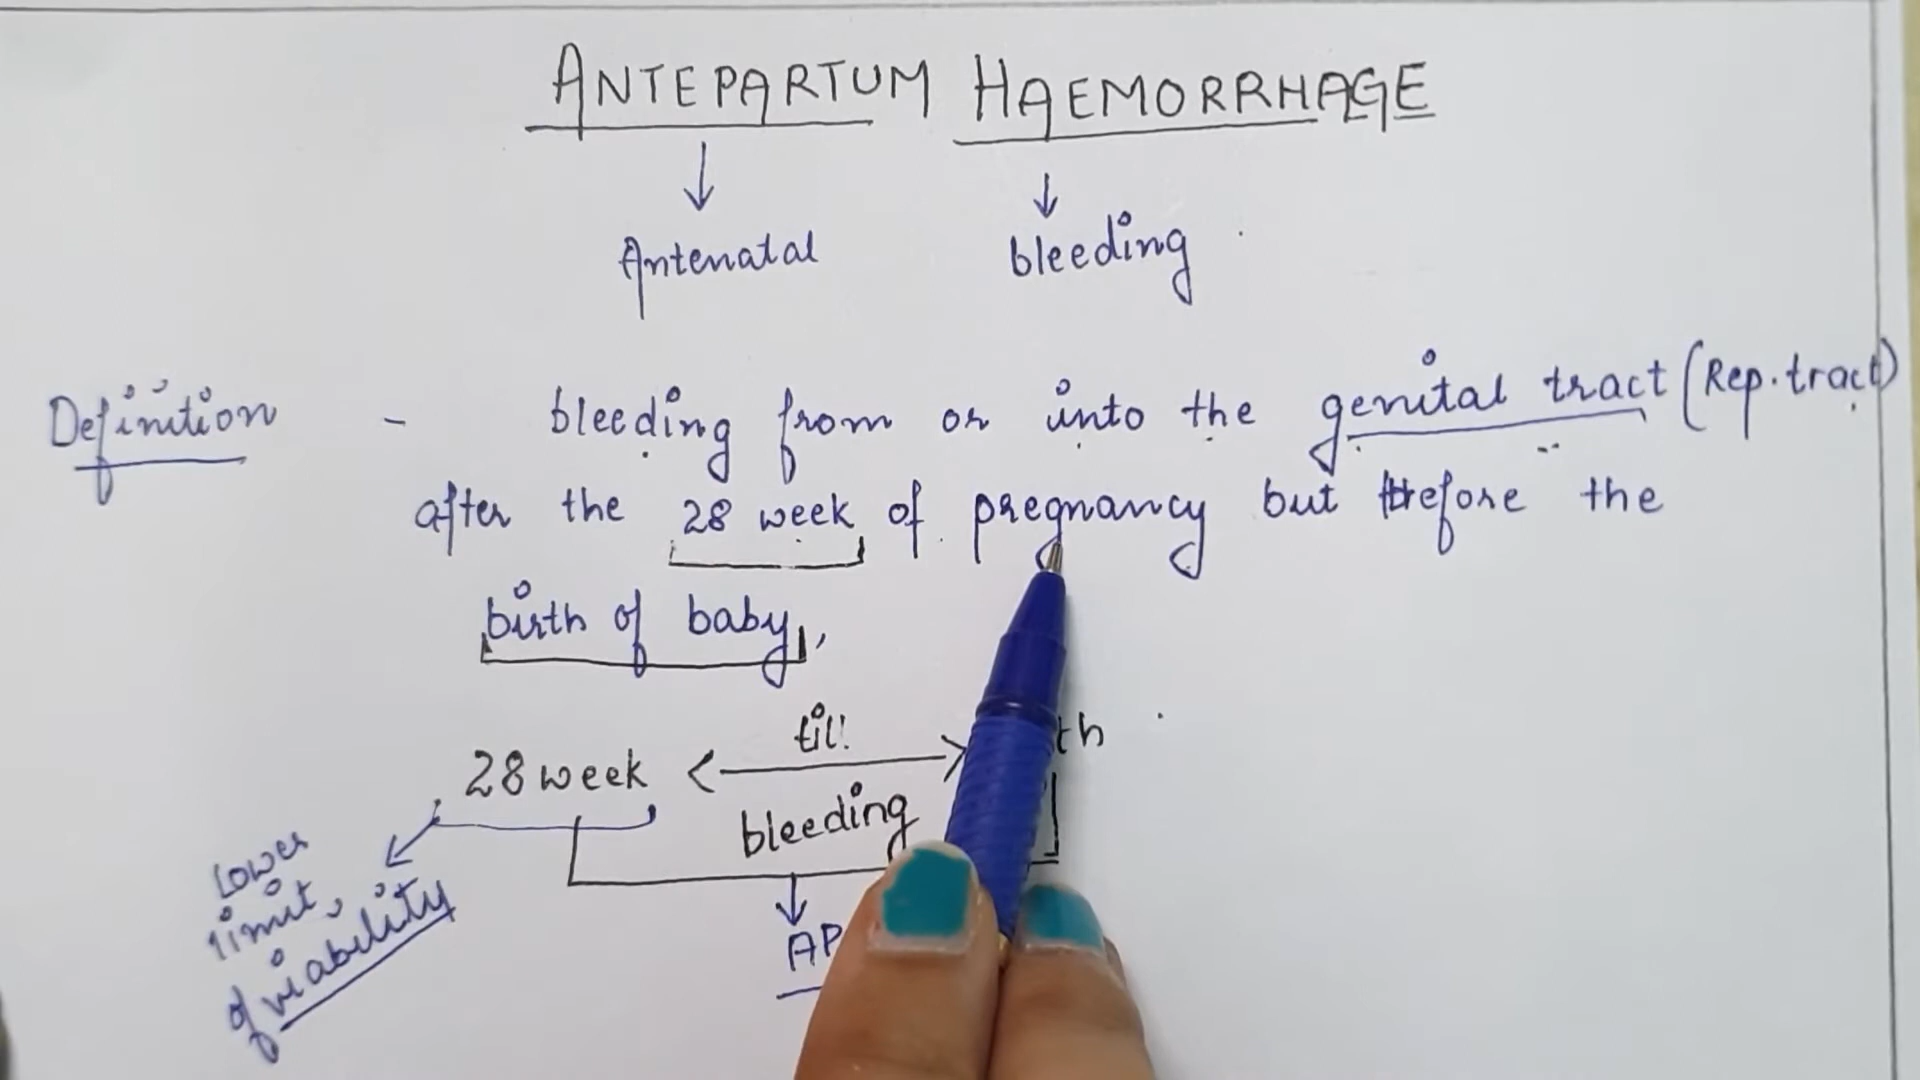 ANTEPARTUM HAEMORRHAGE
Antenatal bleeding
Definition - bleeding from or into the genital tract (Rep. tract)
after the 28 week of pregnancy but before the
birth of baby,
till
28 week
bleeding
Lower
limit
of viability